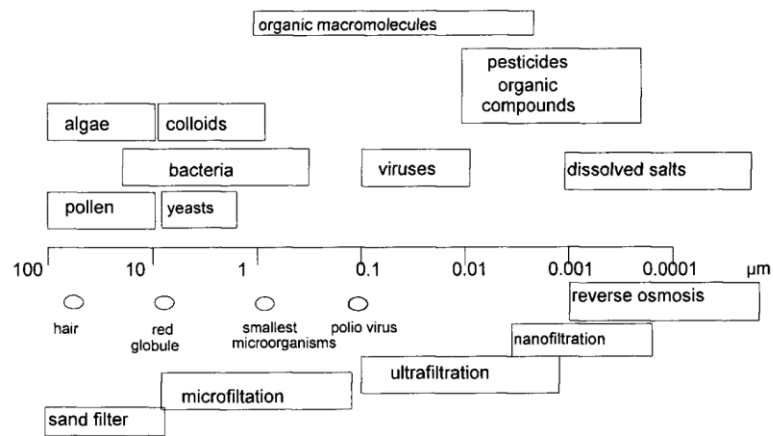 organic macromolecules
pesticides
organic
compounds
algae
colloids
bacteria
viruses
dissolved salts
pollen
yeasts
100 10 1 0.1 0.01 0.001 0.0001 µm
reverse osmosis
hair
red
globule
smallest
microorganisms
polio virus
nanofiltration
ultrafiltration
microfiltation
sand filter